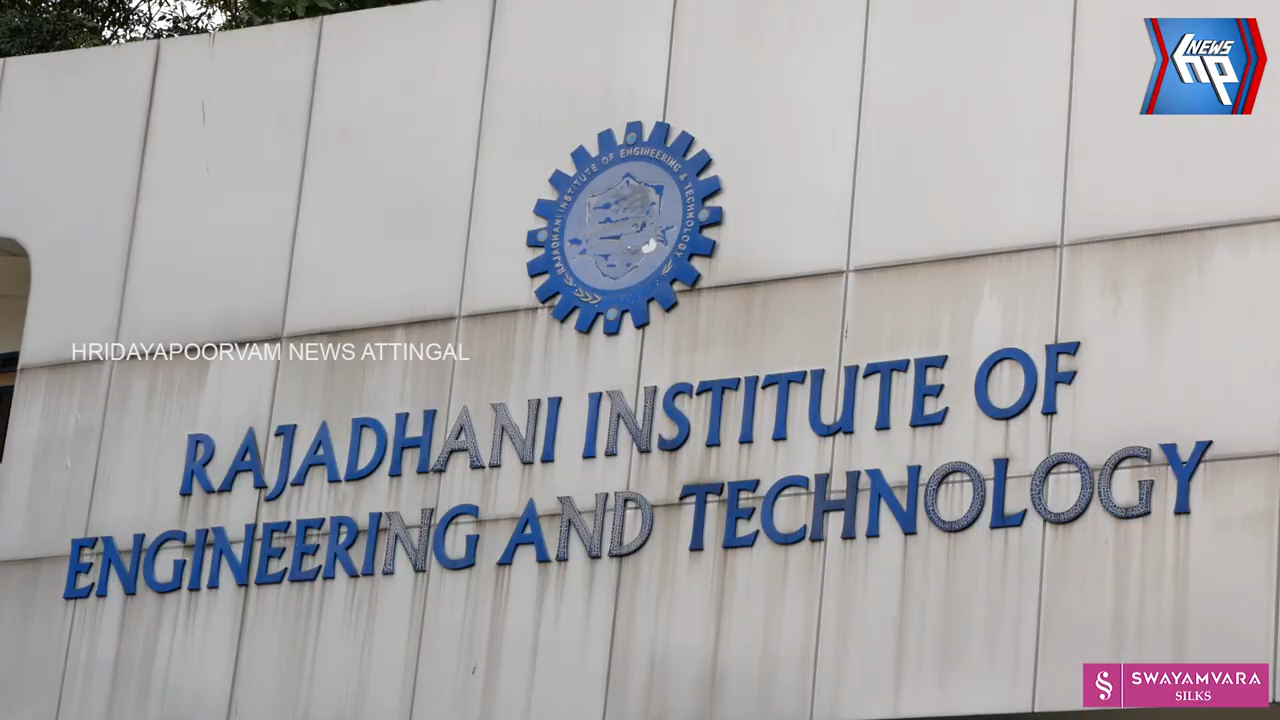 NEWS
hp
RAJADHANI INSTITUTE OF ENGINEERING & TECHNOLOGY
HRIDAYAPOORVAM NEWS ATTINGAL
RAJADHANI INSTITUTE OF
ENGINEERING AND TECHNOLOGY
SWAYAMVARA
SILKS